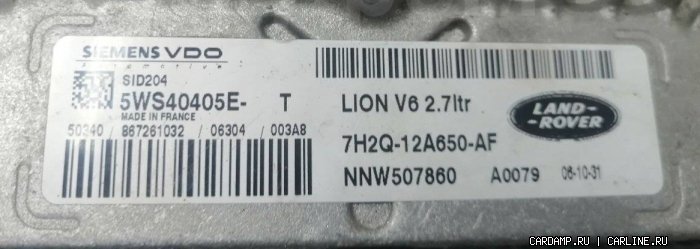 SIEMENS VDO
Automotive
SID204
5WS40405E- T
MADE IN FRANCE
50340 / 867261032 / 06304 / 003A8
LION V6 2.7ltr
7H2Q-12A650-AF
NNW507860 A0079 06-10-31
LAND-
-ROVER
CARDAMP.RU | CARLINE.RU